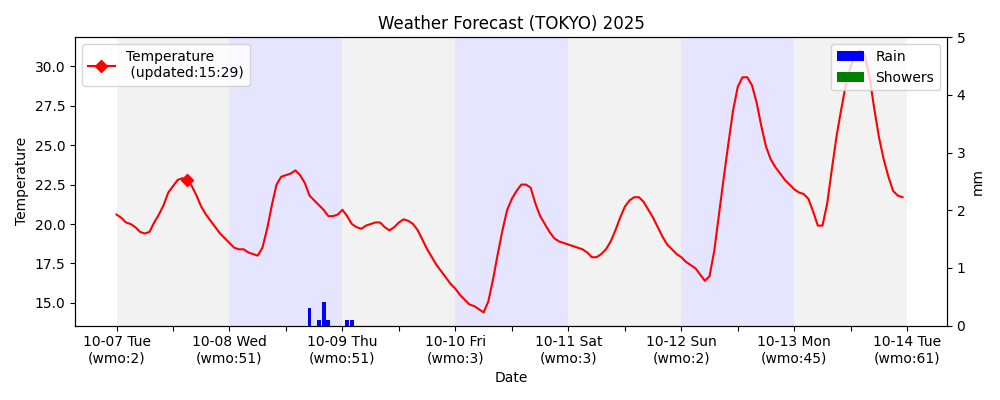 Weather Forecast (TOKYO) 2025
Temperature
(updated:15:29)
Rain
Showers
30.0
27.5
25.0
22.5
20.0
17.5
15.0
Temperature
5
4
3
2
1
0
mm
10-07 Tue
(wmo:2)
10-08 Wed
(wmo:51)
10-09 Thu
(wmo:51)
10-10 Fri
(wmo:3)
10-11 Sat
(wmo:3)
10-12 Sun
(wmo:2)
10-13 Mon
(wmo:45)
10-14 Tue
(wmo:61)
Date